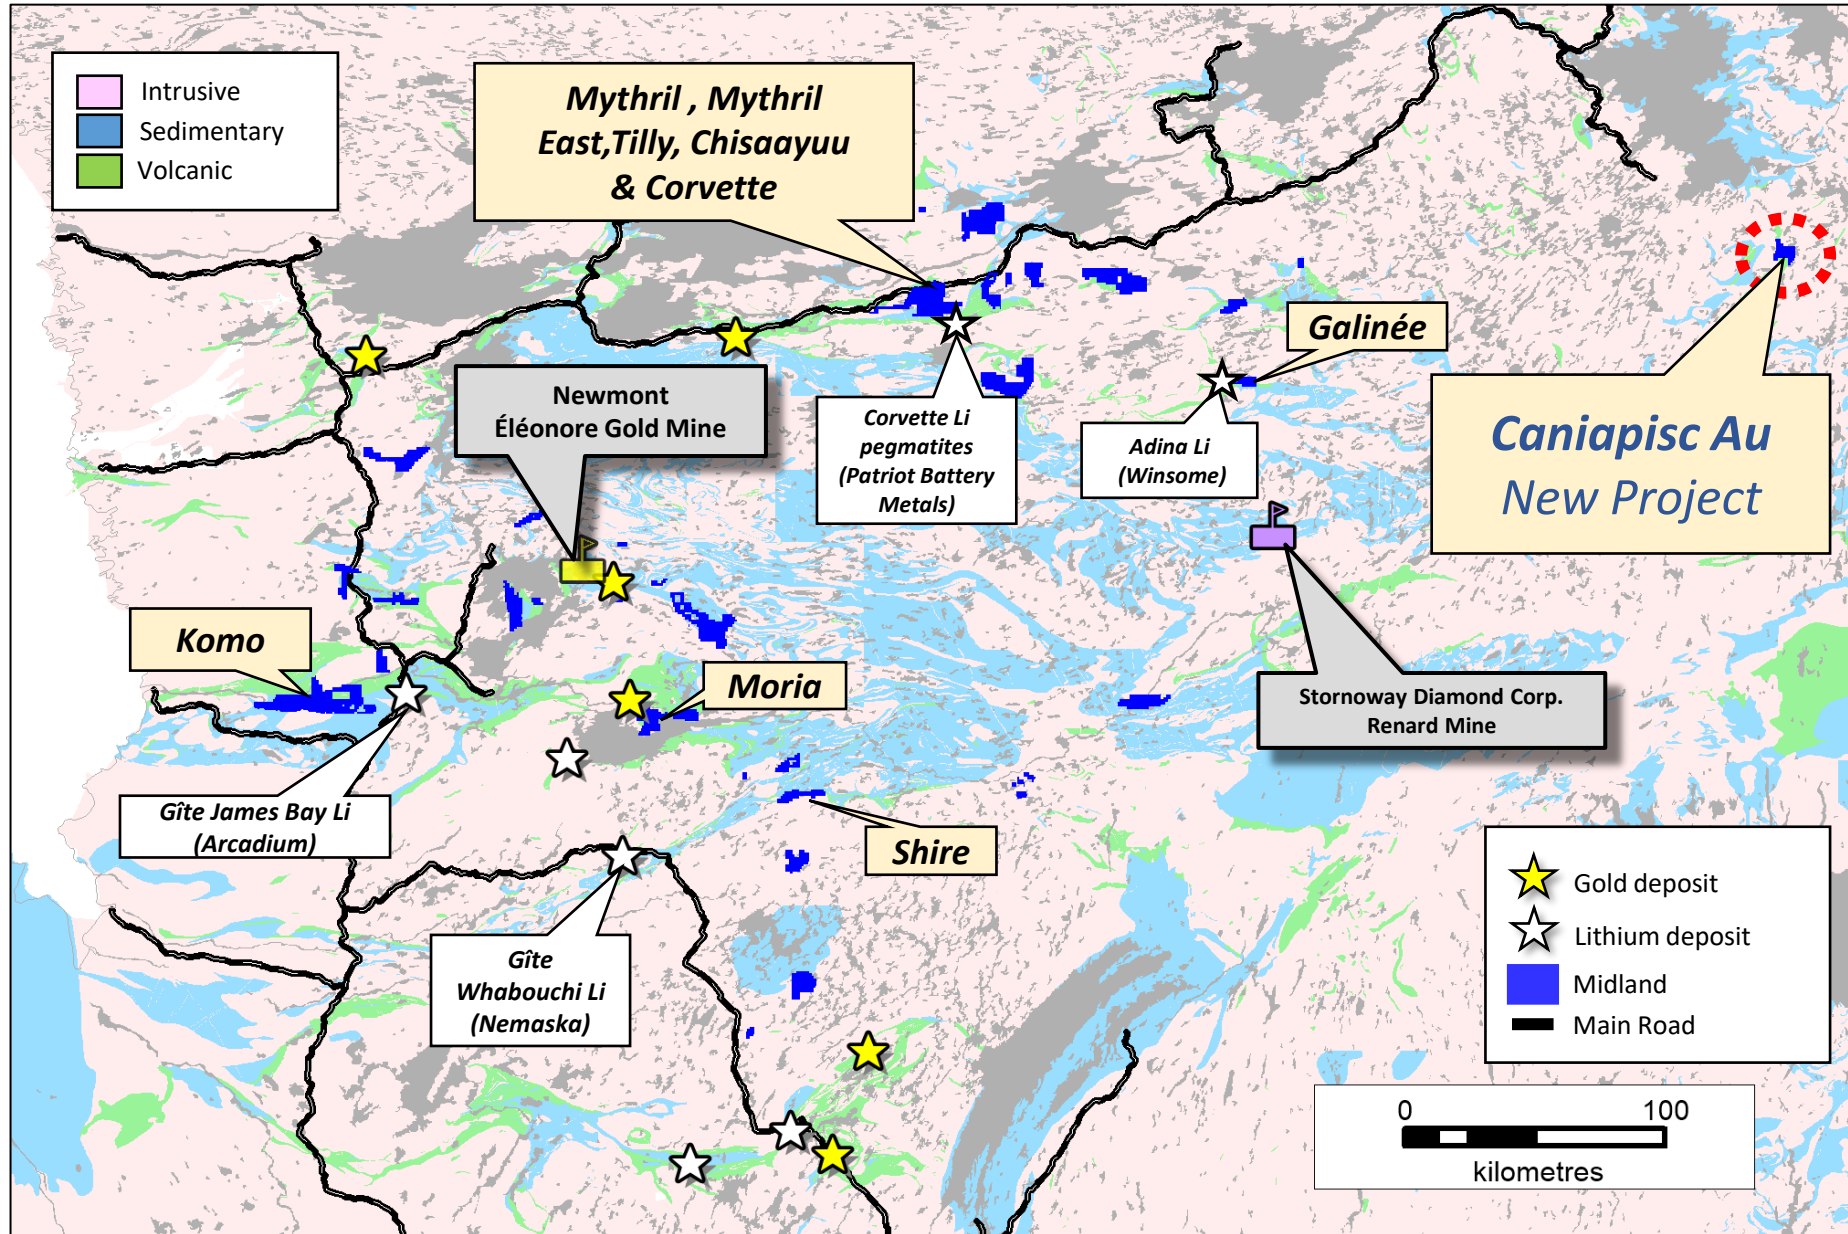 Intrusive
Sedimentary
Volcanic
Mythril , Mythril
East,Tilly, Chisaayuu
& Corvette
Galinée
Newmont
Éléonore Gold Mine
Corvette Li
pegmatites
(Patriot Battery
Metals)
Adina Li
(Winsome)
Caniapisc Au
New Project
Komo
Moria
Stornoway Diamond Corp.
Renard Mine
Gîte James Bay Li
(Arcadium)
Shire
Gîte
Whabouchi Li
(Nemaska)
Gold deposit
Lithium deposit
Midland
Main Road
0 100
kilometres